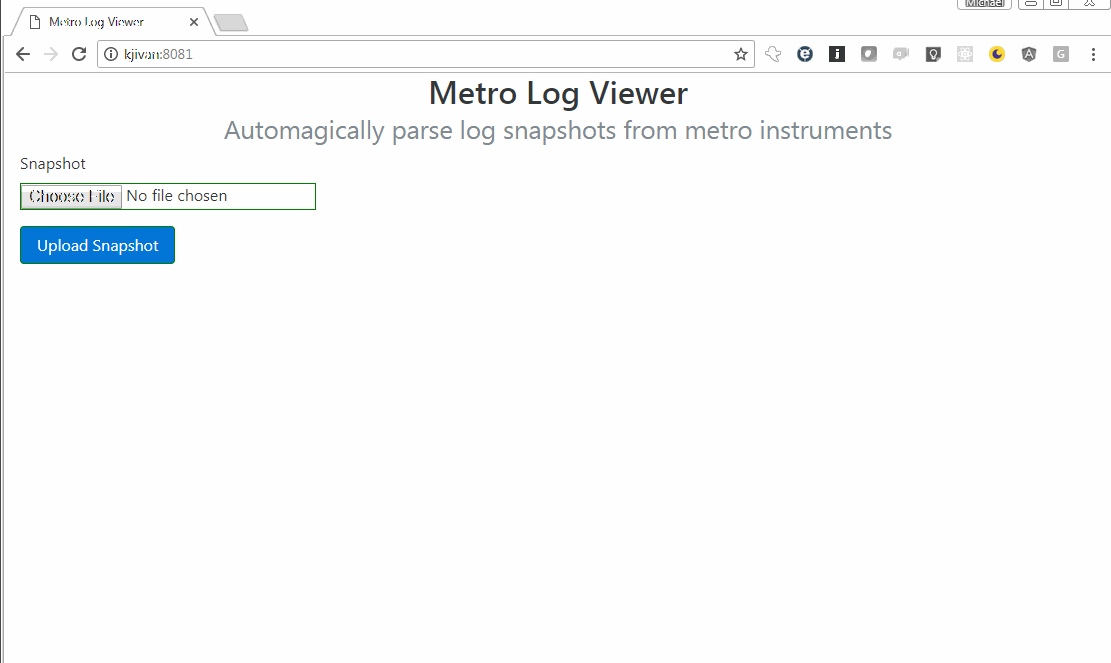 Michael
Metro Log Viewer
kjivan:8081
Metro Log Viewer
Automagically parse log snapshots from metro instruments
Snapshot
Choose File No file chosen
Upload Snapshot